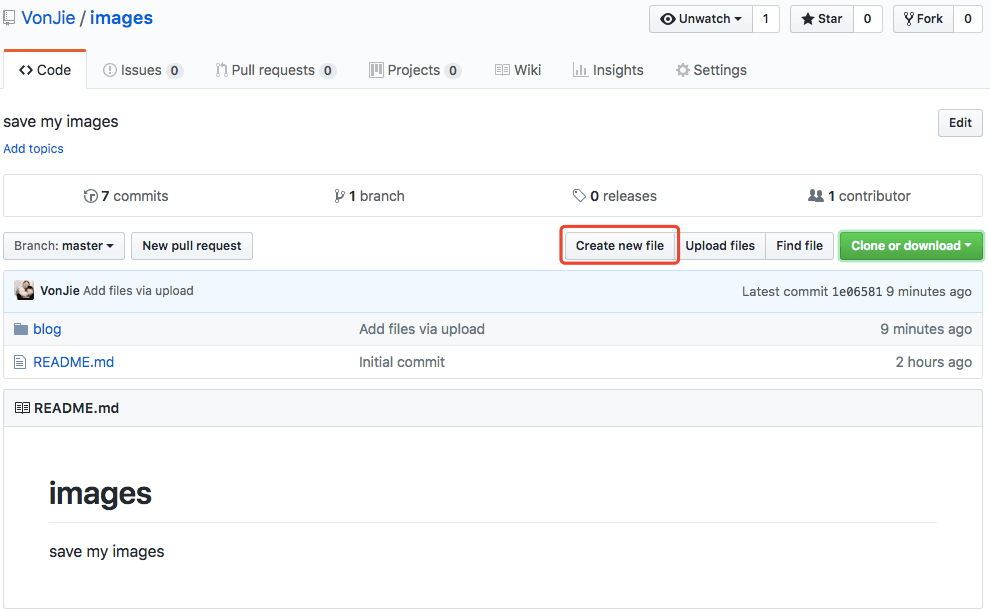 VonJie / images
Unwatch 1 Star 0 Fork 0
Code Issues 0 Pull requests 0 Projects 0 Wiki Insights Settings
save my images
Edit
Add topics
7 commits 1 branch 0 releases 1 contributor
Branch: master New pull request Create new file Upload files Find file Clone or download
VonJie Add files via upload Latest commit 1e06581 9 minutes ago
blog Add files via upload 9 minutes ago
README.md Initial commit 2 hours ago
README.md
images
save my images